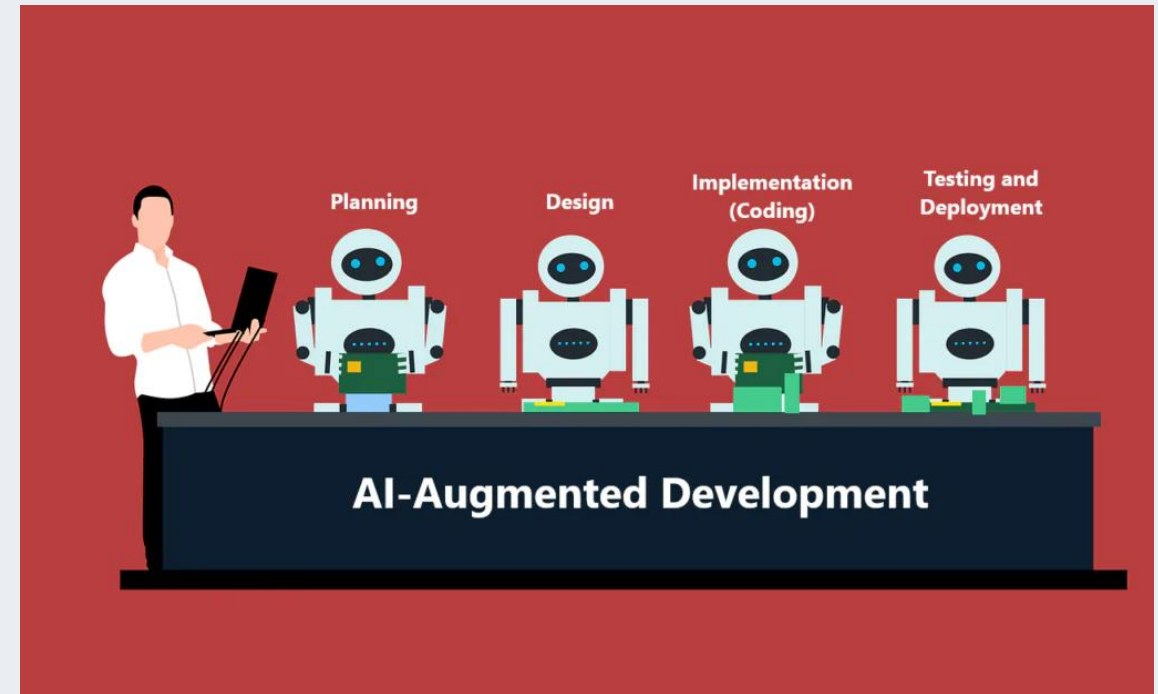 Planning
Design
Implementation
(Coding)
Testing and
Deployment
AI-Augmented Development